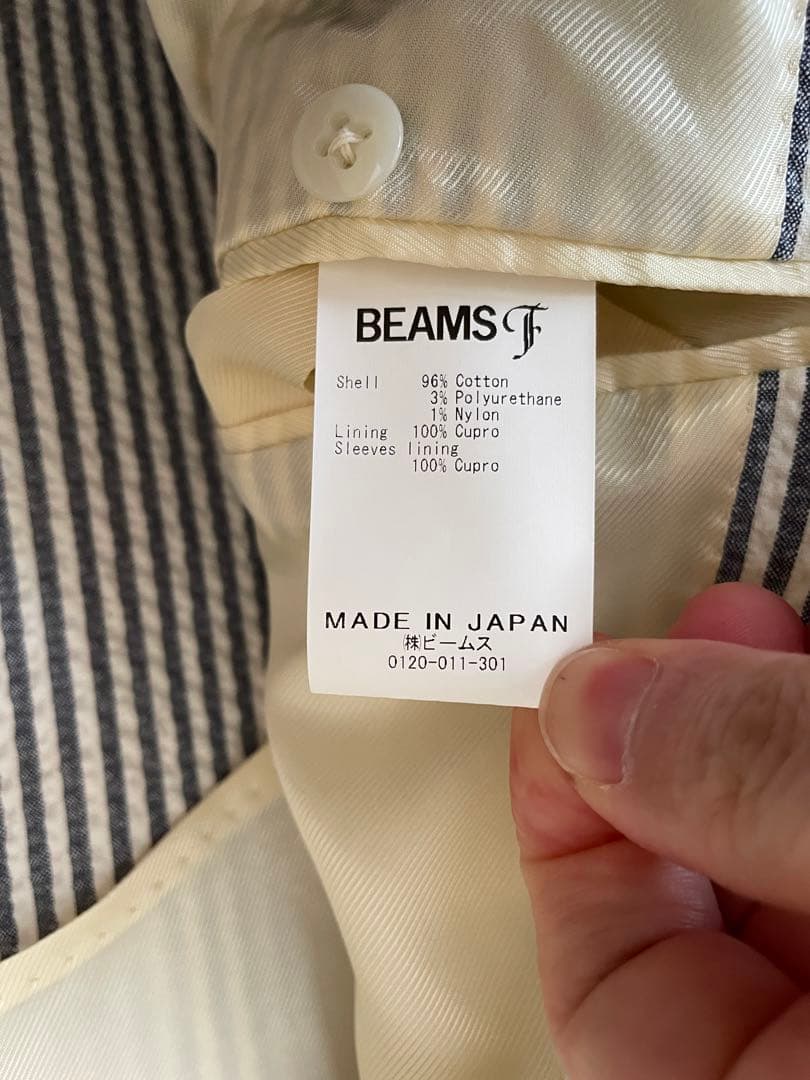 BEAMS F
Shell 96% Cotton
3% Polyurethane
1% Nylon
Lining 100% Cupro
Sleeves lining
100% Cupro
MADE IN JAPAN
㈱ビームス
0120-011-301